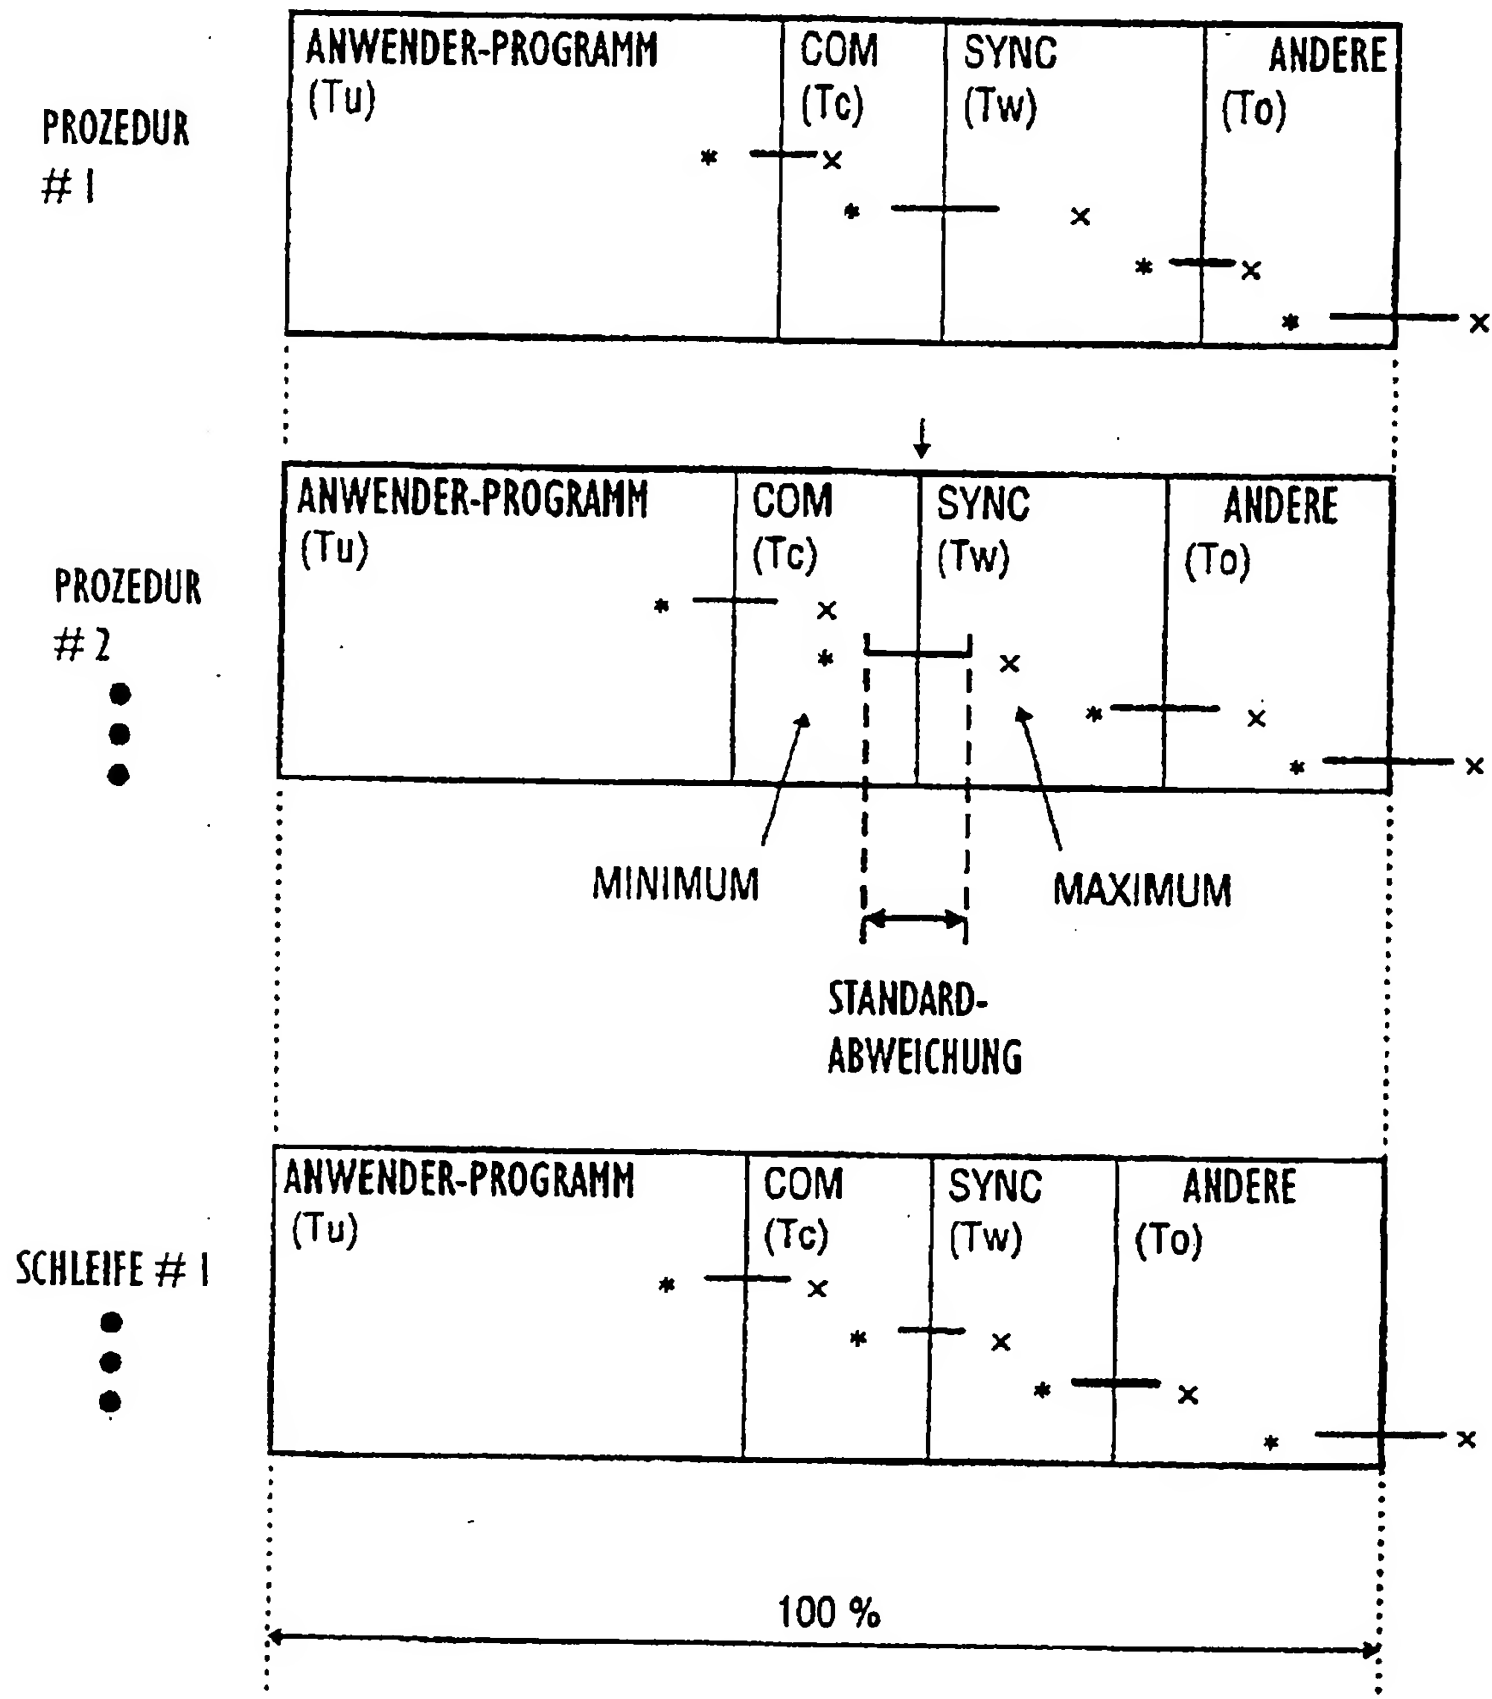 ANWENDER-PROGRAMM
(Tu)
COM
(Tc)
SYNC
(Tw)
ANDERE
(To)
PROZEDUR
# 1
* x
* x
* x
* x
ANWENDER-PROGRAMM
(Tu)
COM
(Tc)
SYNC
(Tw)
ANDERE
(To)
PROZEDUR
# 2
* x
* x
* x
* x
MINIMUM
MAXIMUM
STANDARD-
ABWEICHUNG
ANWENDER-PROGRAMM
(Tu)
COM
(Tc)
SYNC
(Tw)
ANDERE
(To)
SCHLEIFE # 1
* x
* x
* x
* x
100 %